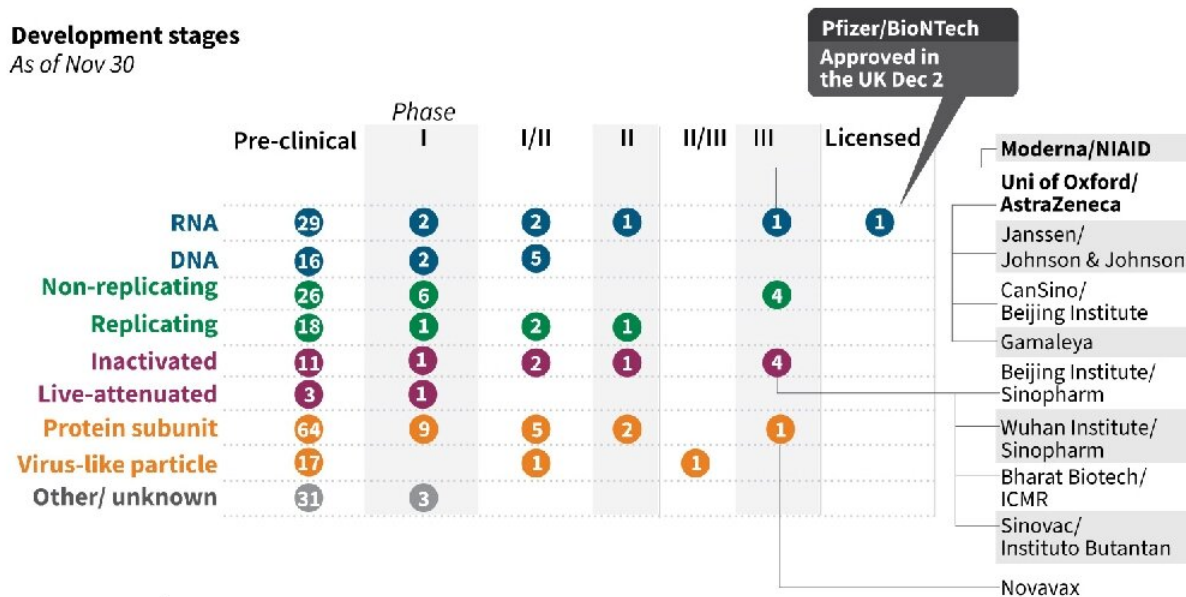 Development stages
As of Nov 30
Pfizer/BioNTech
Approved in
the UK Dec 2
Phase
Pre-clinical I I/II II II/III III Licensed
RNA 29 2 2 1 1 1
DNA 16 2 5
Non-replicating 26 6 4
Replicating 18 1 2 1
Inactivated 11 1 2 1 4
Live-attenuated 3 1
Protein subunit 64 9 5 2 1
Virus-like particle 17 1 1
Other/ unknown 31 3
Moderna/NIAID
Uni of Oxford/
AstraZeneca
Janssen/
Johnson & Johnson
CanSino/
Beijing Institute
Gamaleya
Beijing Institute/
Sinopharm
Wuhan Institute/
Sinopharm
Bharat Biotech/
ICMR
Sinovac/
Instituto Butantan
Novavax